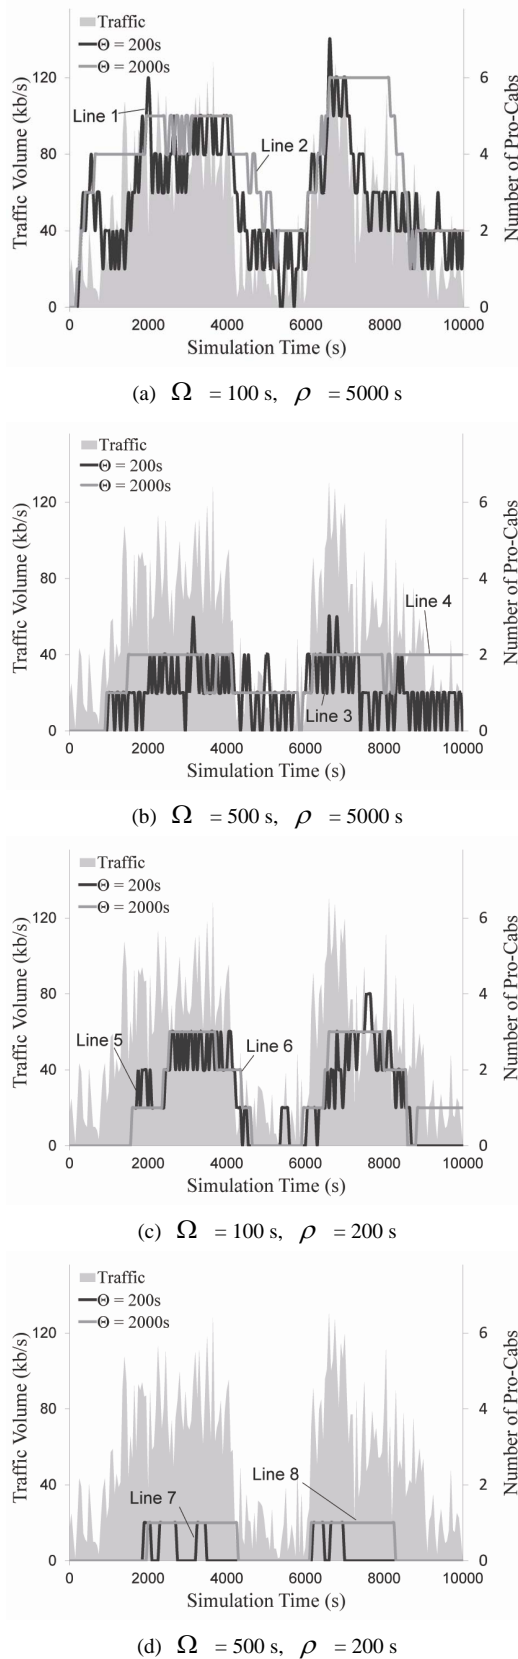 Traffic
Θ = 200s
Θ = 2000s
Line 1
Line 2
Traffic Volume (kb/s)
Number of Pro-Cabs
120
80
40
0
6
4
2
0
0 2000 4000 6000 8000 10000
Simulation Time (s)
(a) Ω = 100 s, ρ = 5000 s
Traffic
Θ = 200s
Θ = 2000s
Line 4
Line 3
Traffic Volume (kb/s)
Number of Pro-Cabs
120
80
40
0
6
4
2
0
0 2000 4000 6000 8000 10000
Simulation Time (s)
(b) Ω = 500 s, ρ = 5000 s
Traffic
Θ = 200s
Θ = 2000s
Line 5
Line 6
Traffic Volume (kb/s)
Number of Pro-Cabs
120
80
40
0
6
4
2
0
0 2000 4000 6000 8000 10000
Simulation Time (s)
(c) Ω = 100 s, ρ = 200 s
Traffic
Θ = 200s
Θ = 2000s
Line 7
Line 8
Traffic Volume (kb/s)
Number of Pro-Cabs
120
80
40
0
6
4
2
0
0 2000 4000 6000 8000 10000
Simulation Time (s)
(d) Ω = 500 s, ρ = 200 s